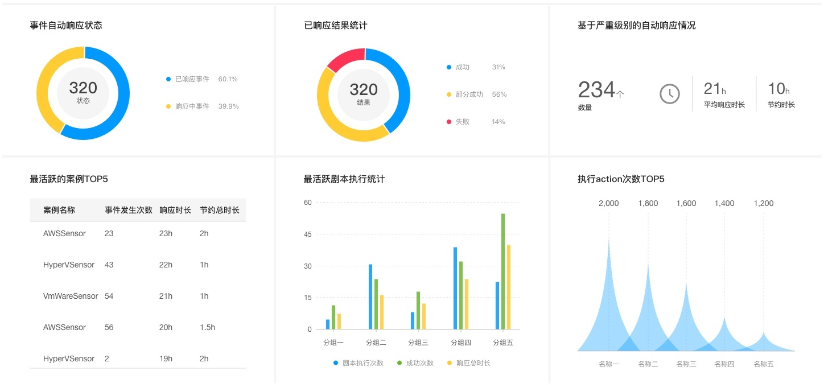 事件自动响应状态
320
状态
已响应事件 60.1%
响应中事件 39.9%
已响应结果统计
320
结果
成功 31%
部分成功 56%
失败 14%
基于严重级别的自动响应情况
234个
数量
21h
平均响应时长
10h
节约时长
最活跃的案例TOP5
案例名称 事件发生次数 响应时长 节约总时长
AWSSensor 23 23h 2h
HyperVSensor 43 22h 1h
VmWareSensor 54 21h 1h
AWSSensor 56 20h 1.5h
HyperVSensor 2 19h 2h
最活跃剧本执行统计
60
45
30
15
0
分组一 分组二 分组三 分组四 分组五
剧本执行次数 成功次数 响应总时长
执行action次数TOP5
2,000 1,800 1,600 1,400 1,200
名称一 名称二 名称三 名称四 名称五